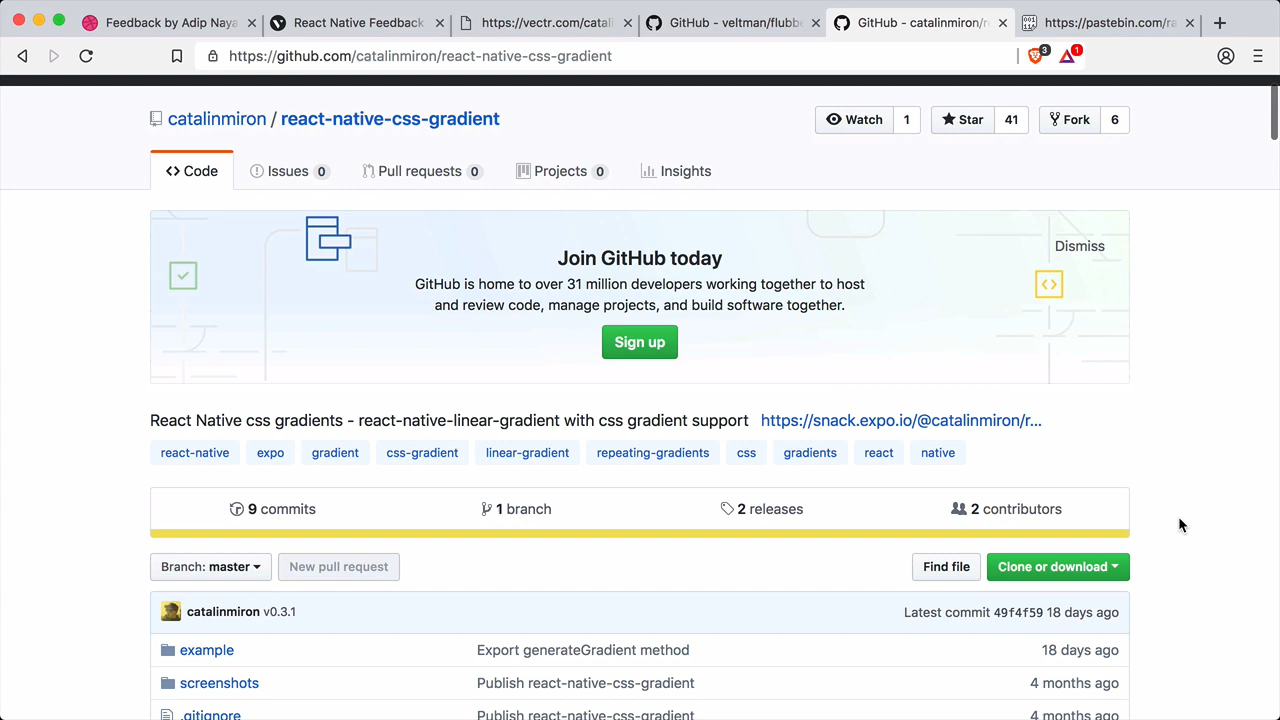 Feedback by Adip Naya
React Native Feedback
https://vectr.com/catali
GitHub - veltman/flubbe
GitHub - catalinmiron/re
https://pastebin.com/ra
https://github.com/catalinmiron/react-native-css-gradient
3
1
catalinmiron / react-native-css-gradient
Watch 1
Star 41
Fork 6
Code
Issues 0
Pull requests 0
Projects 0
Insights
Join GitHub today
Dismiss
GitHub is home to over 31 million developers working together to host
and review code, manage projects, and build software together.
Sign up
React Native css gradients - react-native-linear-gradient with css gradient support https://snack.expo.io/@catalinmiron/r...
react-native expo gradient css-gradient linear-gradient repeating-gradients css gradients react native
9 commits
1 branch
2 releases
2 contributors
Branch: master
New pull request
Find file
Clone or download
catalinmiron v0.3.1
Latest commit 49f4f59 18 days ago
example Export generateGradient method 18 days ago
screenshots Publish react-native-css-gradient 4 months ago
.gitignore Publish react-native-css-gradient 4 months ago